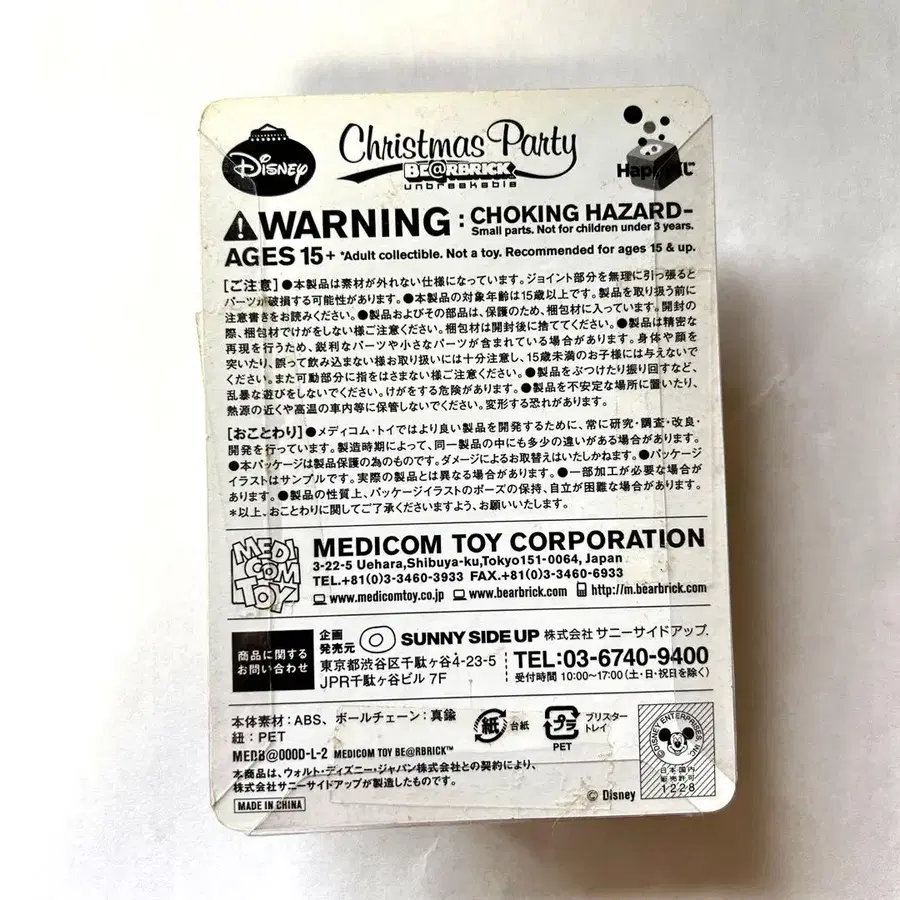 Disney
Christmas Party
BE@RBRICK
unbreakable
WARNING: CHOKING HAZARD-
Small parts. Not for children under 3 years.
AGES 15+ *Adult collectible. Not a toy. Recommended for ages 15 & up.
[ご注意]●本製品は素材が外れない仕様になっています。ジョイント部分を無理に引っ張ると
パーツが破損する可能性があります。●本製品の対象年齢は15歳以上です。製品を取り扱う前に
注意書きをお読みください。●製品およびその部品は、保護のため、梱包材に入っています。開封の
際、梱包材でけがをしない様ご注意ください。梱包材は開封後に捨ててください。●製品は精密な
再現を行うため、鋭利なパーツや小さなパーツが含まれている場合があります。身体や顔を
突いたり、誤って飲み込まない様お取り扱いには十分注意し、15歳未満のお子様には与えないで
ください。また可動部分に指をはさまない様ご注意ください。●製品をぶつけたり振り回すなど、
乱暴な遊びをしないでください。けがをする危険があります。●製品を不安定な場所に置いたり、
熱源の近くや高温の車内等に保管しないでください。変形する恐れがあります。
[おことわり]●メディコム・トイではより良い製品を開発するために、常に研究・調査・改良・
開発を行っています。製造時期によって、同一製品の中にも多少の違いがある場合があります。
●本パッケージは製品保護の為のものです。ダメージによるお取替えはいたしかねます。●パッケージ
イラストはサンプルです。実際の製品とは異なる場合があります。●一部加工が必要な場合が
あります。●製品の性質上、パッケージイラストのポーズの保持、自立が困難な場合があります。
*以上、おことわりに関してご了承くださいますよう、お願いいたします。
MEDI COM TOY
MEDICOM TOY CORPORATION
3-22-5 Uehara,Shibuya-ku,Tokyo151-0064, Japan
TEL.+81(0)3-3460-3933 FAX.+81(0)3-3460-6933
www.medicomtoy.co.jp www.bearbrick.com http://m.bearbrick.com
商品に関する
お問い合わせ
企画
発売元
SUNNY SIDE UP 株式会社 サニーサイドアップ.
東京都渋谷区千駄ヶ谷4-23-5
JPR千駄ヶ谷ビル 7F
TEL:03-6740-9400
受付時間 10:00~17:00(土・日・祝日を除く)
本体素材:ABS、ボールチェーン:真鍮
紐:PET
紙 台紙
プラ
PET
ブリスター
トレイ
MEDB@000D-L-2 MEDICOM TOY BE@RBRICK™
本商品は、ウォルト・ディズニー・ジャパン株式会社との契約により、
株式会社サニーサイドアップが製造したものです。
MADE IN CHINA
© Disney
©DISNEY ENTERPRISES INC
日本国内
販売許可
1228